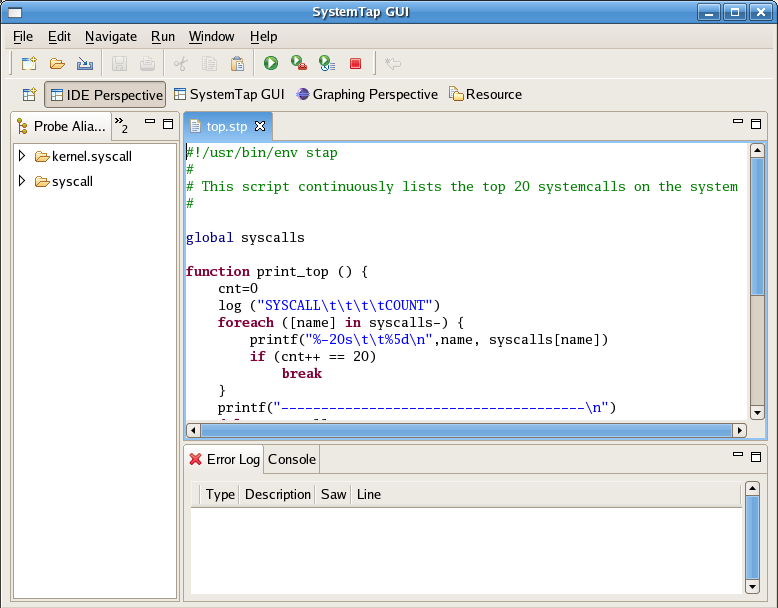 SystemTap GUI
File Edit Navigate Run Window Help
IDE Perspective SystemTap GUI Graphing Perspective Resource
Probe Alia... »2
kernel.syscall
syscall
top.stp
#!/usr/bin/env stap
#
# This script continuously lists the top 20 systemcalls on the system
#
global syscalls
function print_top () {
cnt=0
log ("SYSCALL\t\t\t\tCOUNT")
foreach ([name] in syscalls-) {
printf("%-20s\t\t%5d\n",name, syscalls[name])
if (cnt++ == 20)
break
}
printf("--------------------------------------\n")
Error Log Console
Type Description Saw Line